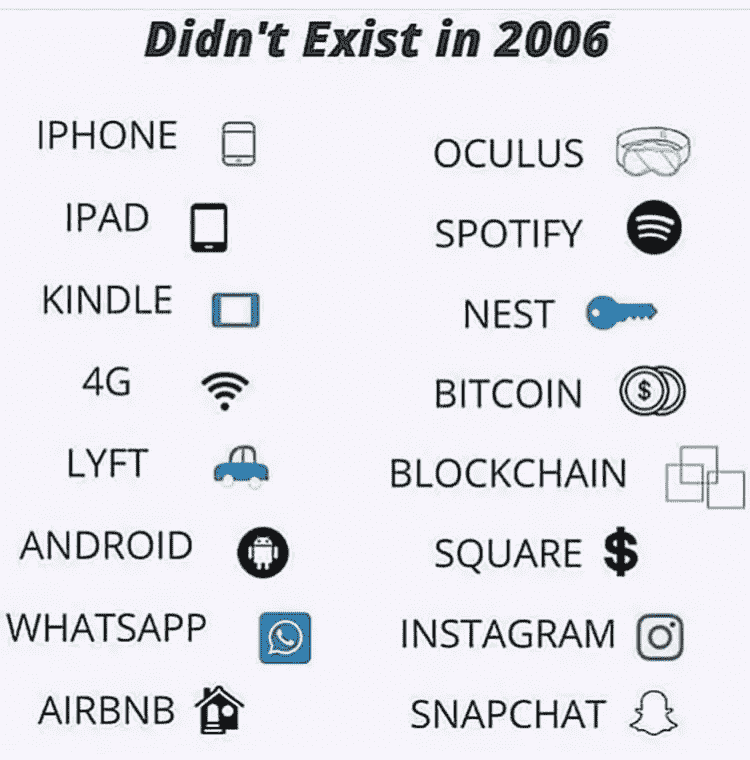 Didn't Exist in 2006
IPHONE
IPAD
KINDLE
4G
LYFT
ANDROID
WHATSAPP
AIRBNB
OCULUS
SPOTIFY
NEST
BITCOIN
$
BLOCKCHAIN
SQUARE $
INSTAGRAM
SNAPCHAT